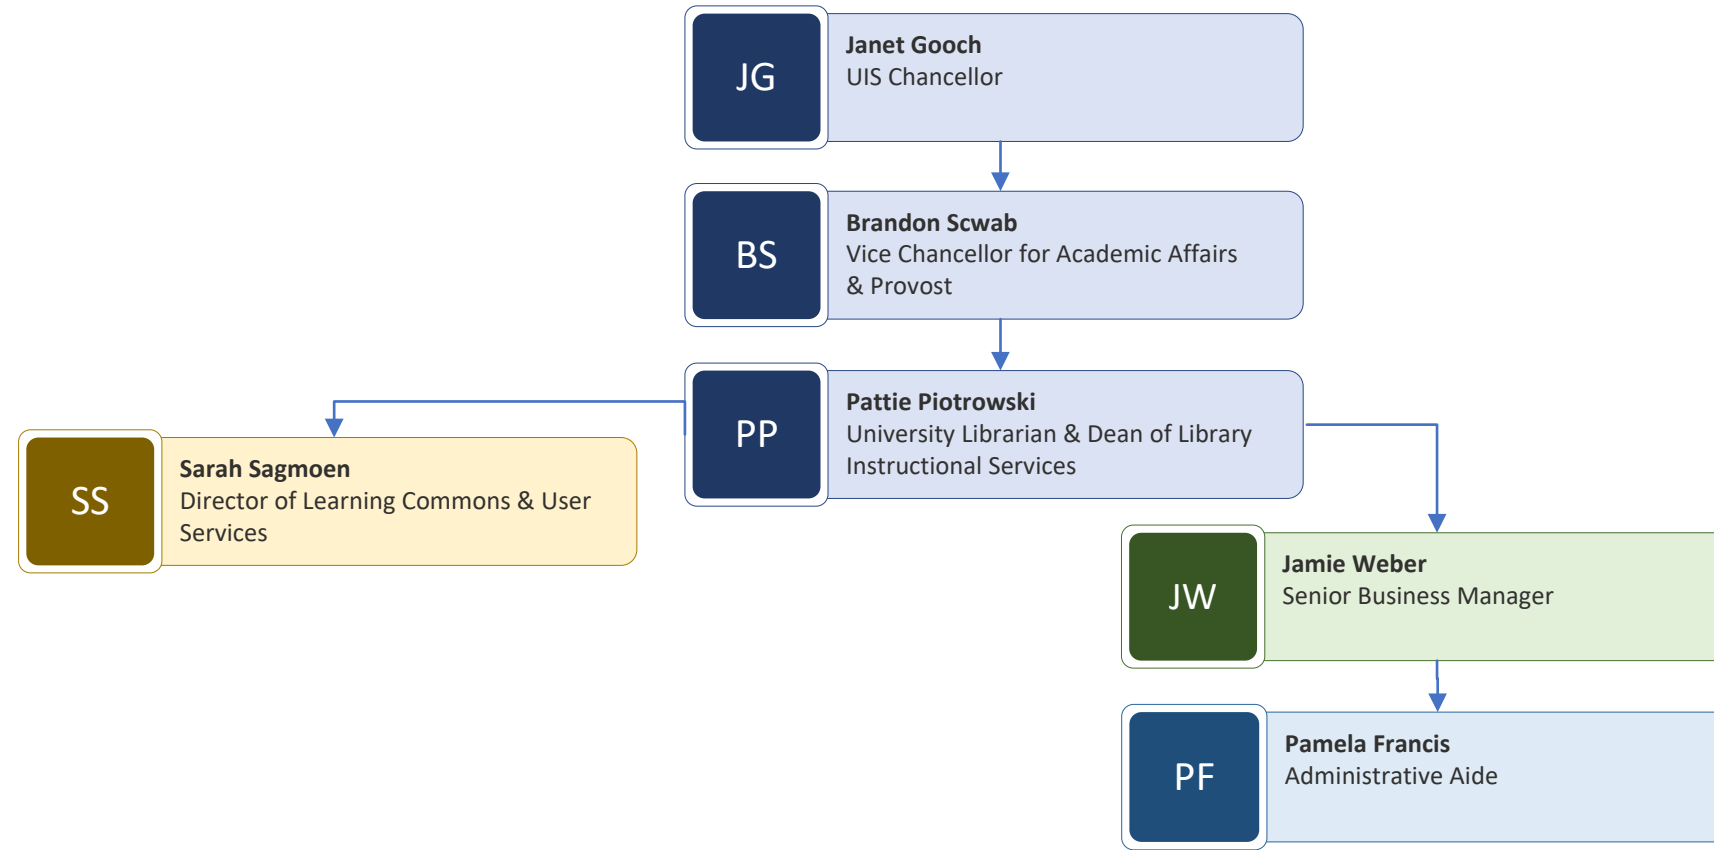 JG
Janet Gooch
UIS Chancellor
BS
Brandon Scwab
Vice Chancellor for Academic Affairs
& Provost
PP
Pattie Piotrowski
University Librarian & Dean of Library
Instructional Services
SS
Sarah Sagmoen
Director of Learning Commons & User
Services
JW
Jamie Weber
Senior Business Manager
PF
Pamela Francis
Administrative Aide